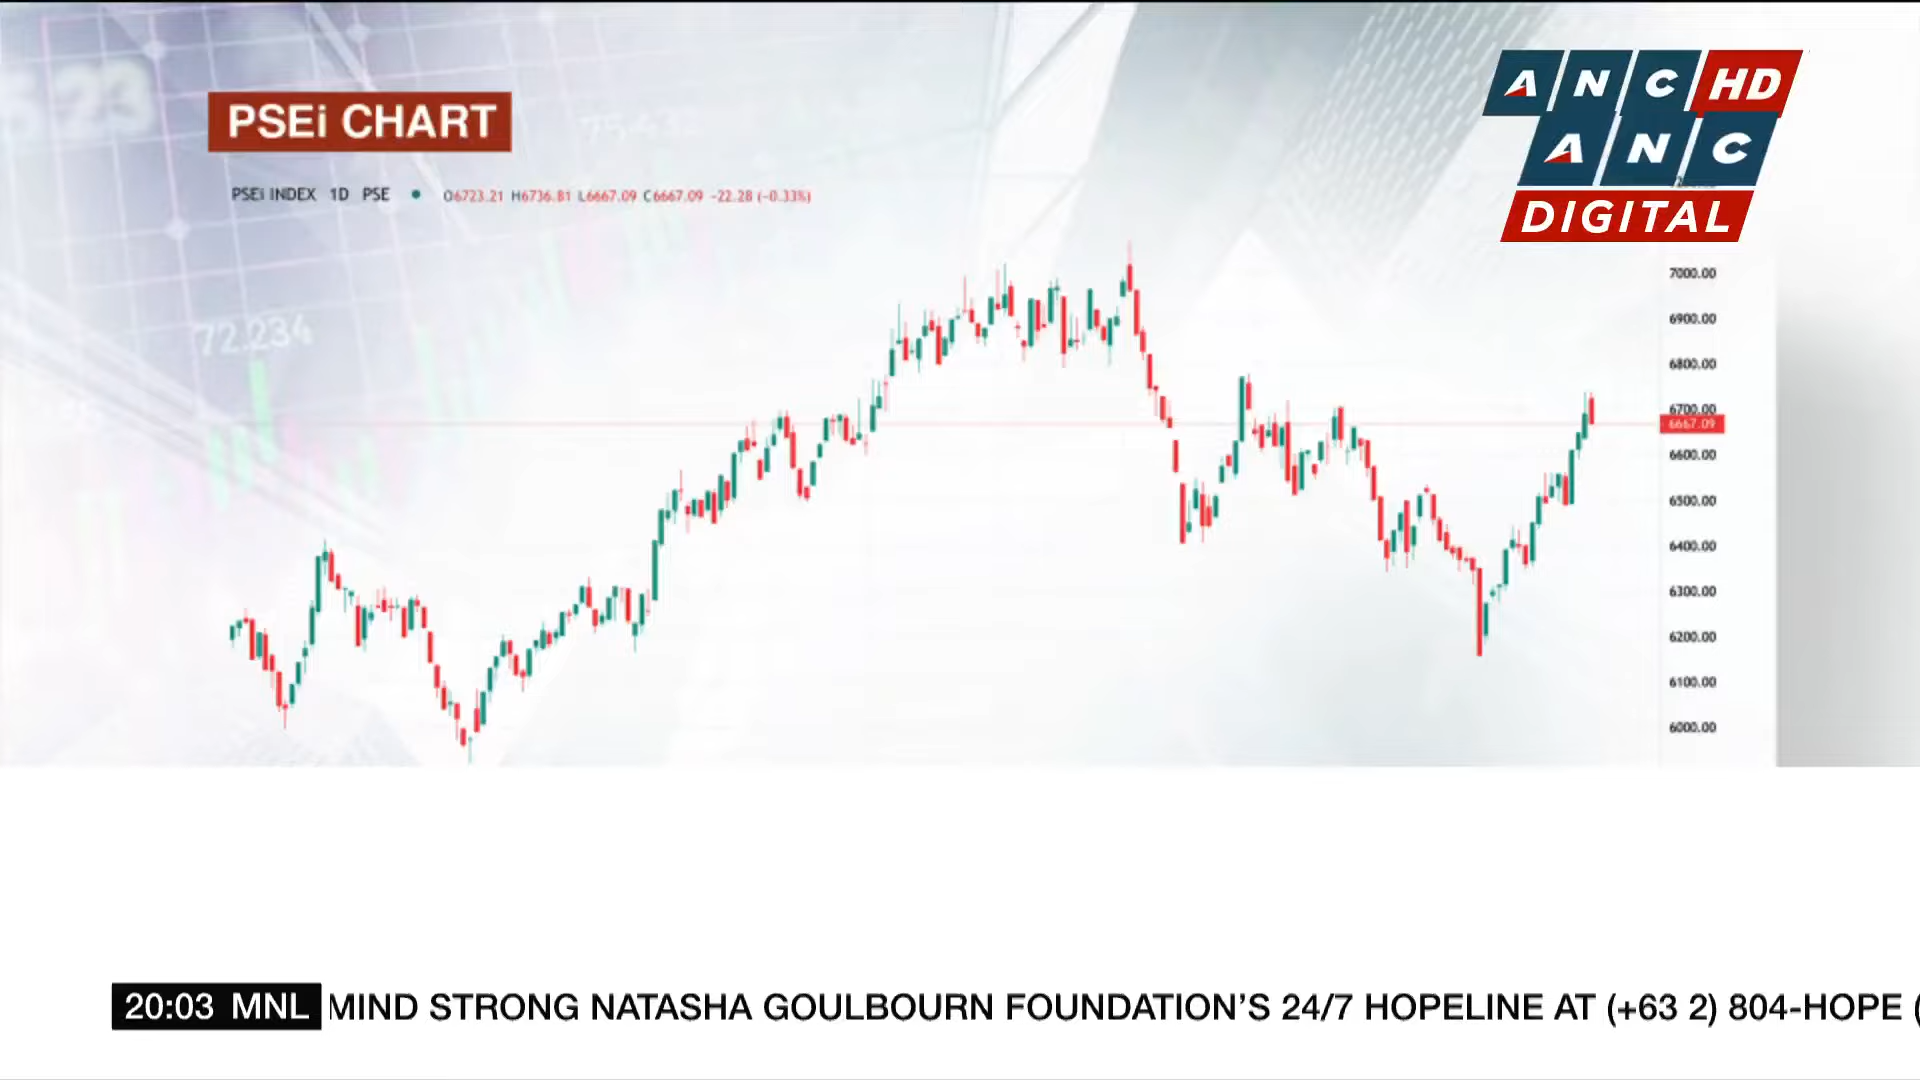 PSEi CHART
PSEi INDEX 1D PSE O6723.21 H6736.81 L6667.09 C6667.09 −22.28 (−0.33%)
ANC HD
ANC
DIGITAL
72.234
7000.00
6900.00
6800.00
6700.00
6667.09
6600.00
6500.00
6400.00
6300.00
6200.00
6100.00
6000.00
20:03 MNL MIND STRONG NATASHA GOULBOURN FOUNDATION’S 24/7 HOPELINE AT (+63 2) 804-HOPE (